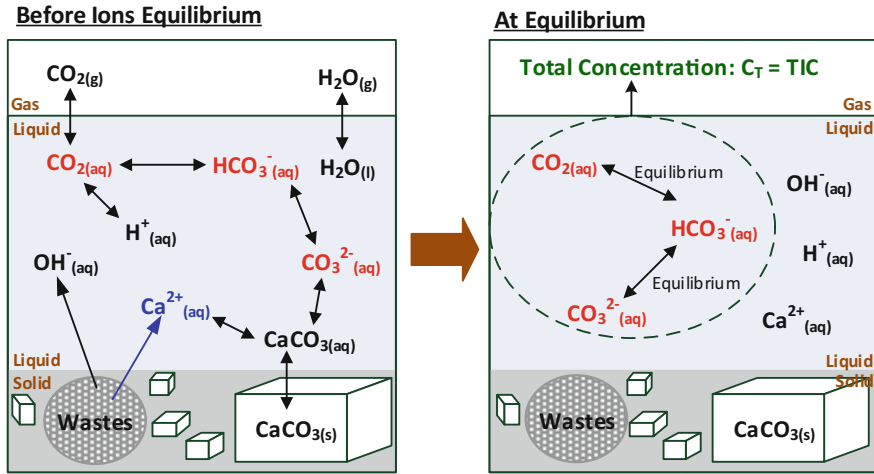 Before Ions Equilibrium
CO₂₍g₎
H₂O₍g₎
Gas
Liquid
CO₂(aq)
HCO₃⁻(aq)
H₂O(l)
H⁺(aq)
OH⁻(aq)
CO₃²⁻(aq)
Ca²⁺(aq)
CaCO₃(aq)
Liquid
Solid
Wastes
CaCO₃(s)
At Equilibrium
Total Concentration: C_T = TIC
Gas
Liquid
CO₂(aq)
Equilibrium
OH⁻(aq)
HCO₃⁻(aq)
H⁺(aq)
Equilibrium
CO₃²⁻(aq)
Ca²⁺(aq)
Liquid
Solid
Wastes
CaCO₃(s)